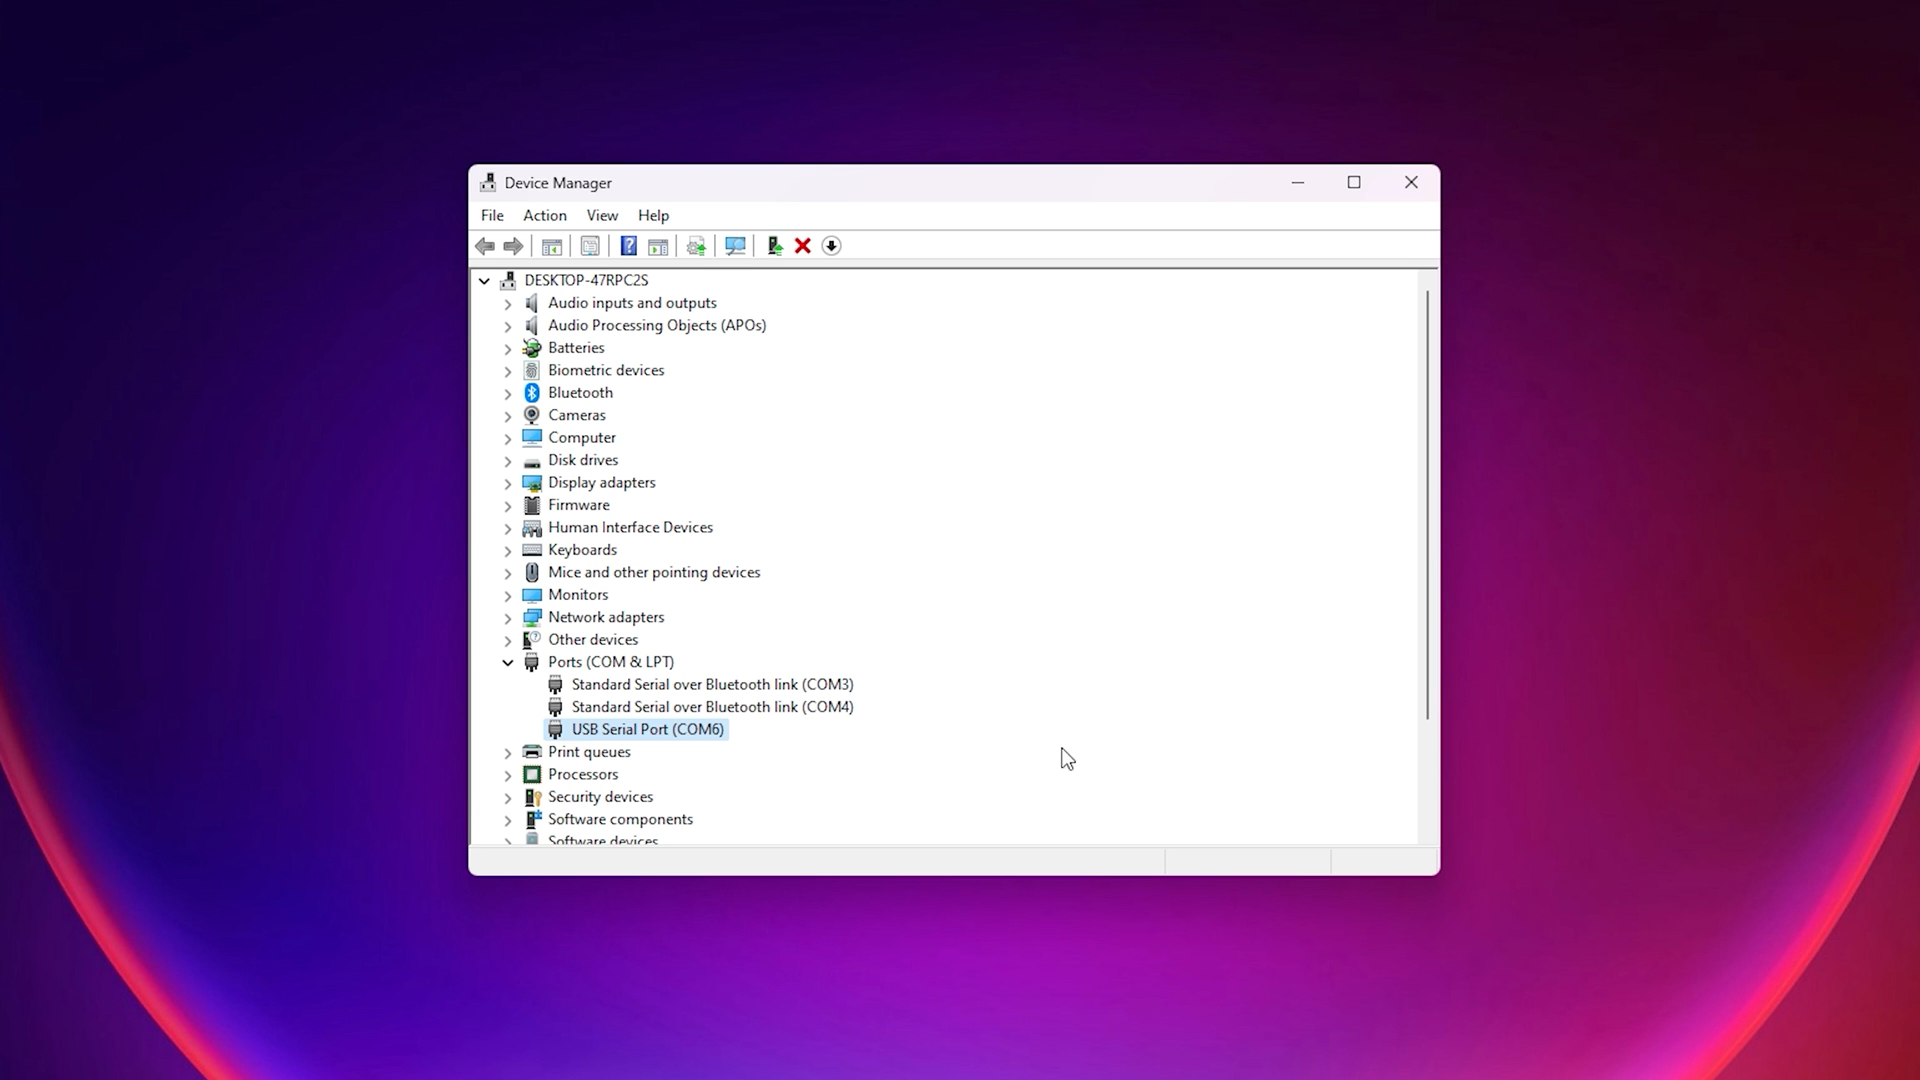 Device Manager
File Action View Help
DESKTOP-47RPC2S
Audio inputs and outputs
Audio Processing Objects (APOs)
Batteries
Biometric devices
Bluetooth
Cameras
Computer
Disk drives
Display adapters
Firmware
Human Interface Devices
Keyboards
Mice and other pointing devices
Monitors
Network adapters
Other devices
Ports (COM & LPT)
Standard Serial over Bluetooth link (COM3)
Standard Serial over Bluetooth link (COM4)
USB Serial Port (COM6)
Print queues
Processors
Security devices
Software components
Software devices